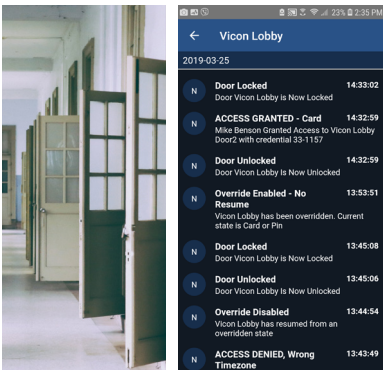 23% 2:35 PM
Vicon Lobby
2019-03-25
N Door Locked 14:33:02
Door Vicon Lobby is Now Locked
N ACCESS GRANTED - Card 14:32:59
Mike Benson Granted Access to Vicon Lobby
Door2 with credential 33-1157
N Door Unlocked 14:32:59
Door Vicon Lobby Is Now Unlocked
N Override Enabled - No 13:53:51
Resume
Vicon Lobby has been overridden. Current
state is Card or Pin
N Door Locked 13:45:08
Door Vicon Lobby is Now Locked
N Door Unlocked 13:45:06
Door Vicon Lobby Is Now Unlocked
N Override Disabled 13:44:54
Vicon Lobby has resumed from an
overridden state
N ACCESS DENIED, Wrong 13:43:49
Timezone